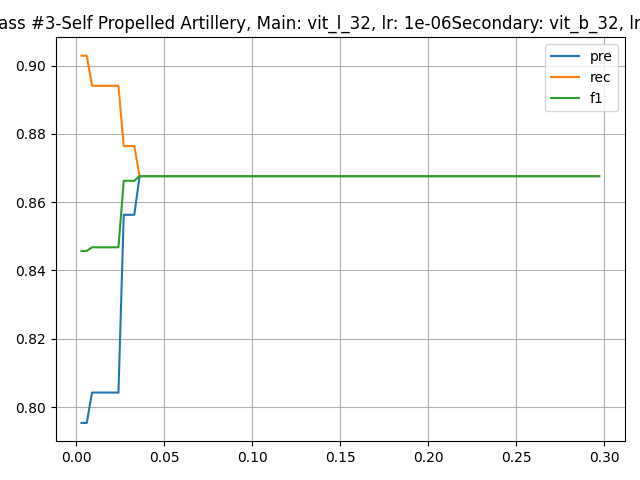 ass #3-Self Propelled Artillery, Main: vit_l_32, lr: 1e-06Secondary: vit_b_32, lr
pre
rec
f1
0.90
0.88
0.86
0.84
0.82
0.80
0.00 0.05 0.10 0.15 0.20 0.25 0.30